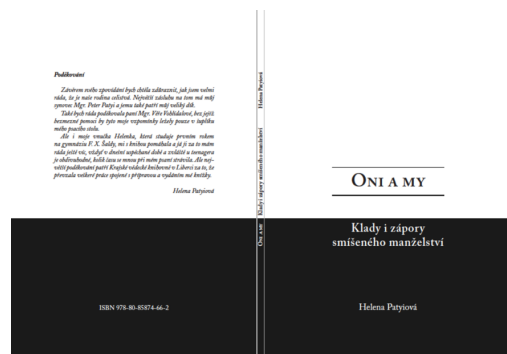 Poděkování
Závěrem svého zpovídání bych chtěla zdůraznit, jak jsem velmi
ráda, že je naše rodina celistvá. Největší zásluhu na tom má můj
synovec Mgr. Peter Patyi a jemu také patří můj veliký dík.
Také bych ráda poděkovala paní Mgr. Věře Vohlídalové, bez jejíž
bezmezné pomoci by tyto moje vzpomínky ležely pouze v šuplíku
mého psacího stolu.
Ale i moje vnučka Helenka, která studuje prvním rokem
na gymnáziu F. X. Šaldy, mi s knihou pomáhala a já ji za to mám
ráda ještě víc, vždyť v dnešní uspěchané době a zvláště u teenagera
je obdivuhodné, kolik času se mnou při mém psaní strávila. Ale nej-
větší poděkování patří Krajské vědecké knihovně v Liberci za to, že
převzala veškeré práce spojené s přípravou a vydáním mé knížky.
Helena Patyiová
ISBN 978-80-85874-66-2
Oni a my Klady i zápory smíšeného manželství Helena Patyiová
Oni a my
Klady i zápory
smíšeného manželství
Helena Patyiová